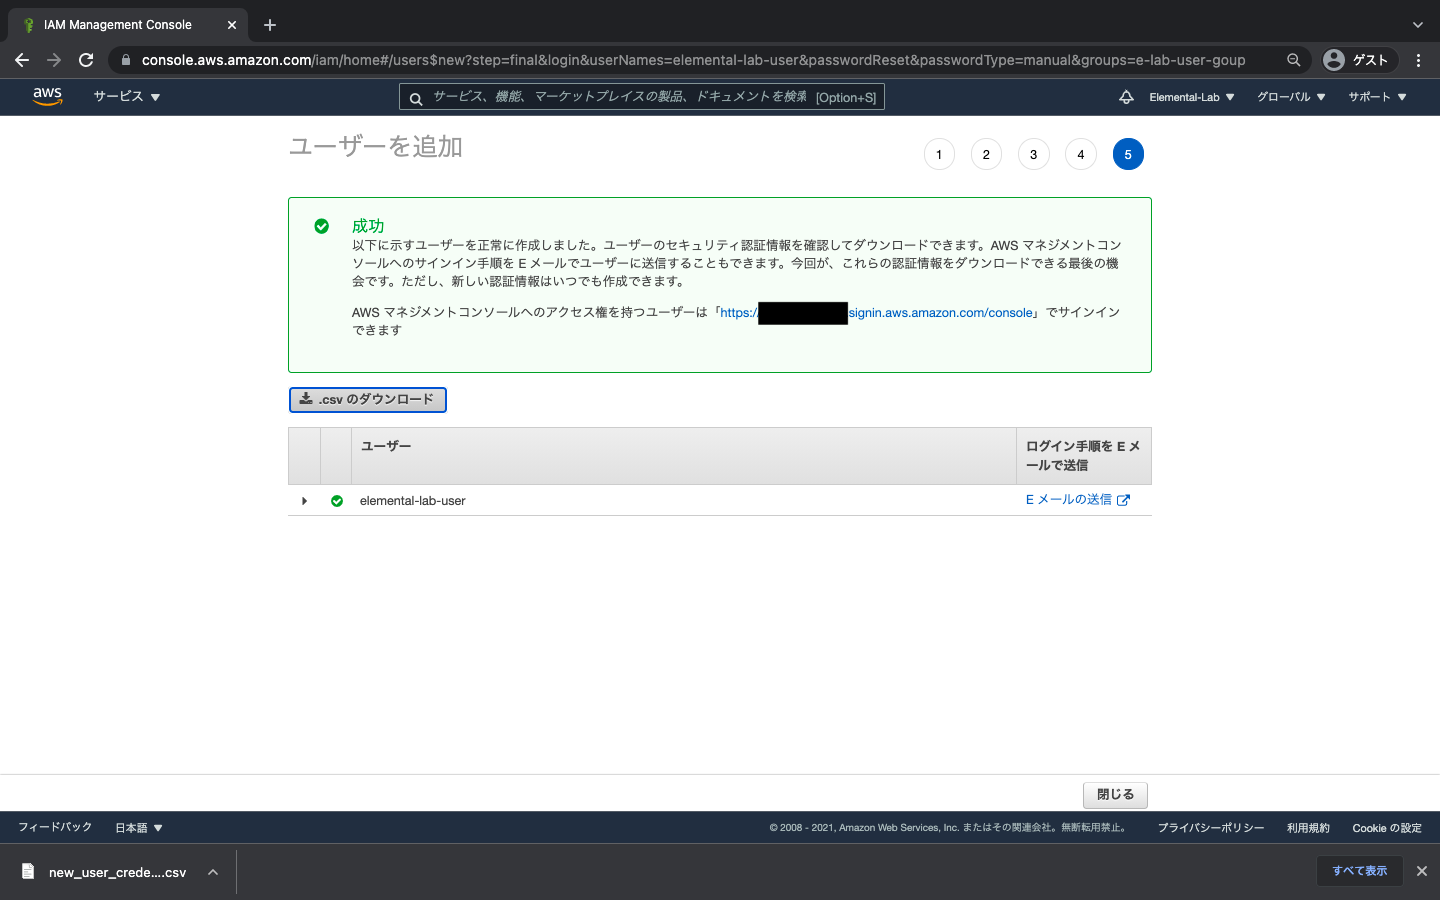 IAM Management Console
console.aws.amazon.com/iam/home#/users$new?step=final&login&userNames=elemental-lab-user&passwordReset&passwordType=manual&groups=e-lab-user-goup
ゲスト
aws
サービス
サービス、機能、マーケットプレイスの製品、ドキュメントを検索 [Option+S]
Elemental-Lab
グローバル
サポート
ユーザーを追加
1 2 3 4 5
成功
以下に示すユーザーを正常に作成しました。ユーザーのセキュリティ認証情報を確認してダウンロードできます。AWS マネジメントコン
ソールへのサインイン手順を E メールでユーザーに送信することもできます。今回が、これらの認証情報をダウンロードできる最後の機
会です。ただし、新しい認証情報はいつでも作成できます。
AWS マネジメントコンソールへのアクセス権を持つユーザーは「https:/ signin.aws.amazon.com/console」でサインイン
できます
.csv のダウンロード
ユーザー
ログイン手順を E メ
ールで送信
elemental-lab-user
E メールの送信
閉じる
フィードバック
日本語
© 2008 - 2021, Amazon Web Services, Inc. またはその関連会社。無断転用禁止。
プライバシーポリシー
利用規約
Cookie の設定
new_user_crede....csv
すべて表示